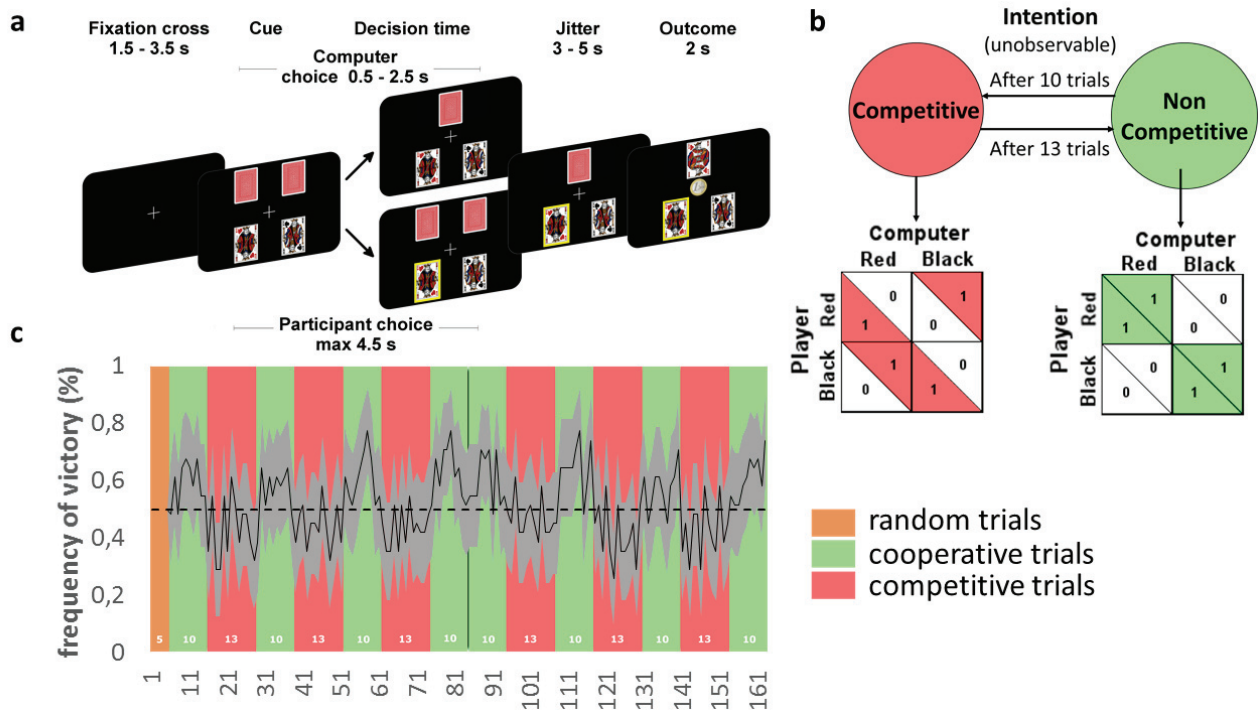 a
Fixation cross
1.5 - 3.5 s
Cue
Decision time
Computer
choice 0.5 - 2.5 s
Jitter
3 - 5 s
Outcome
2 s
Participant choice
max 4.5 s
b
Intention
(unobservable)
Competitive
After 10 trials
After 13 trials
Non
Competitive
Computer
Red Black
Player
Red
Black
0 1
1 0
1 0
0 1
Computer
Red Black
Player
Red
Black
1 0
1 0
0 1
0 1
c
frequency of victory (%)
1
0,8
0,6
0,4
0,2
0
5 10 13 10 13 10 13 10 10 13 10 13 10 13 10
1 11 21 31 41 51 61 71 81 91 101 111 121 131 141 151 161
random trials
cooperative trials
competitive trials